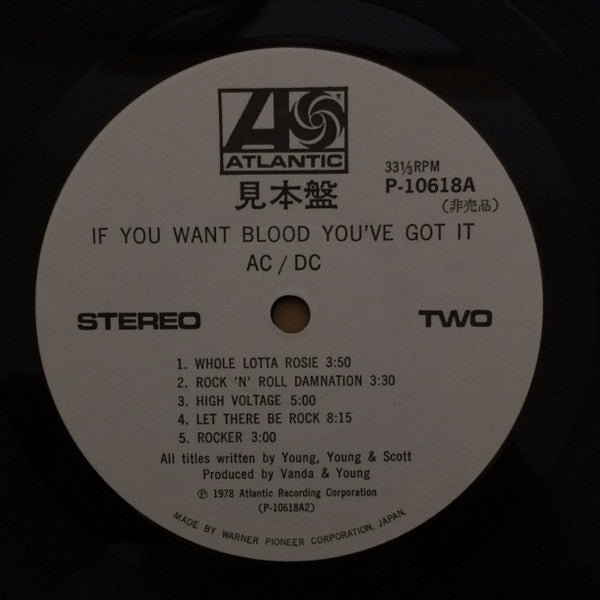 ATLANTIC
見本盤
33⅓RPM
P-10618A
(非売品)
IF YOU WANT BLOOD YOU'VE GOT IT
AC / DC
STEREO
TWO
1. WHOLE LOTTA ROSIE 3:50
2. ROCK 'N' ROLL DAMNATION 3:30
3. HIGH VOLTAGE 5:00
4. LET THERE BE ROCK 8:15
5. ROCKER 3:00
All titles written by Young, Young & Scott
Produced by Vanda & Young
℗ 1978 Atlantic Recording Corporation
(P-10618A2)
MADE BY WARNER PIONEER CORPORATION, JAPAN.